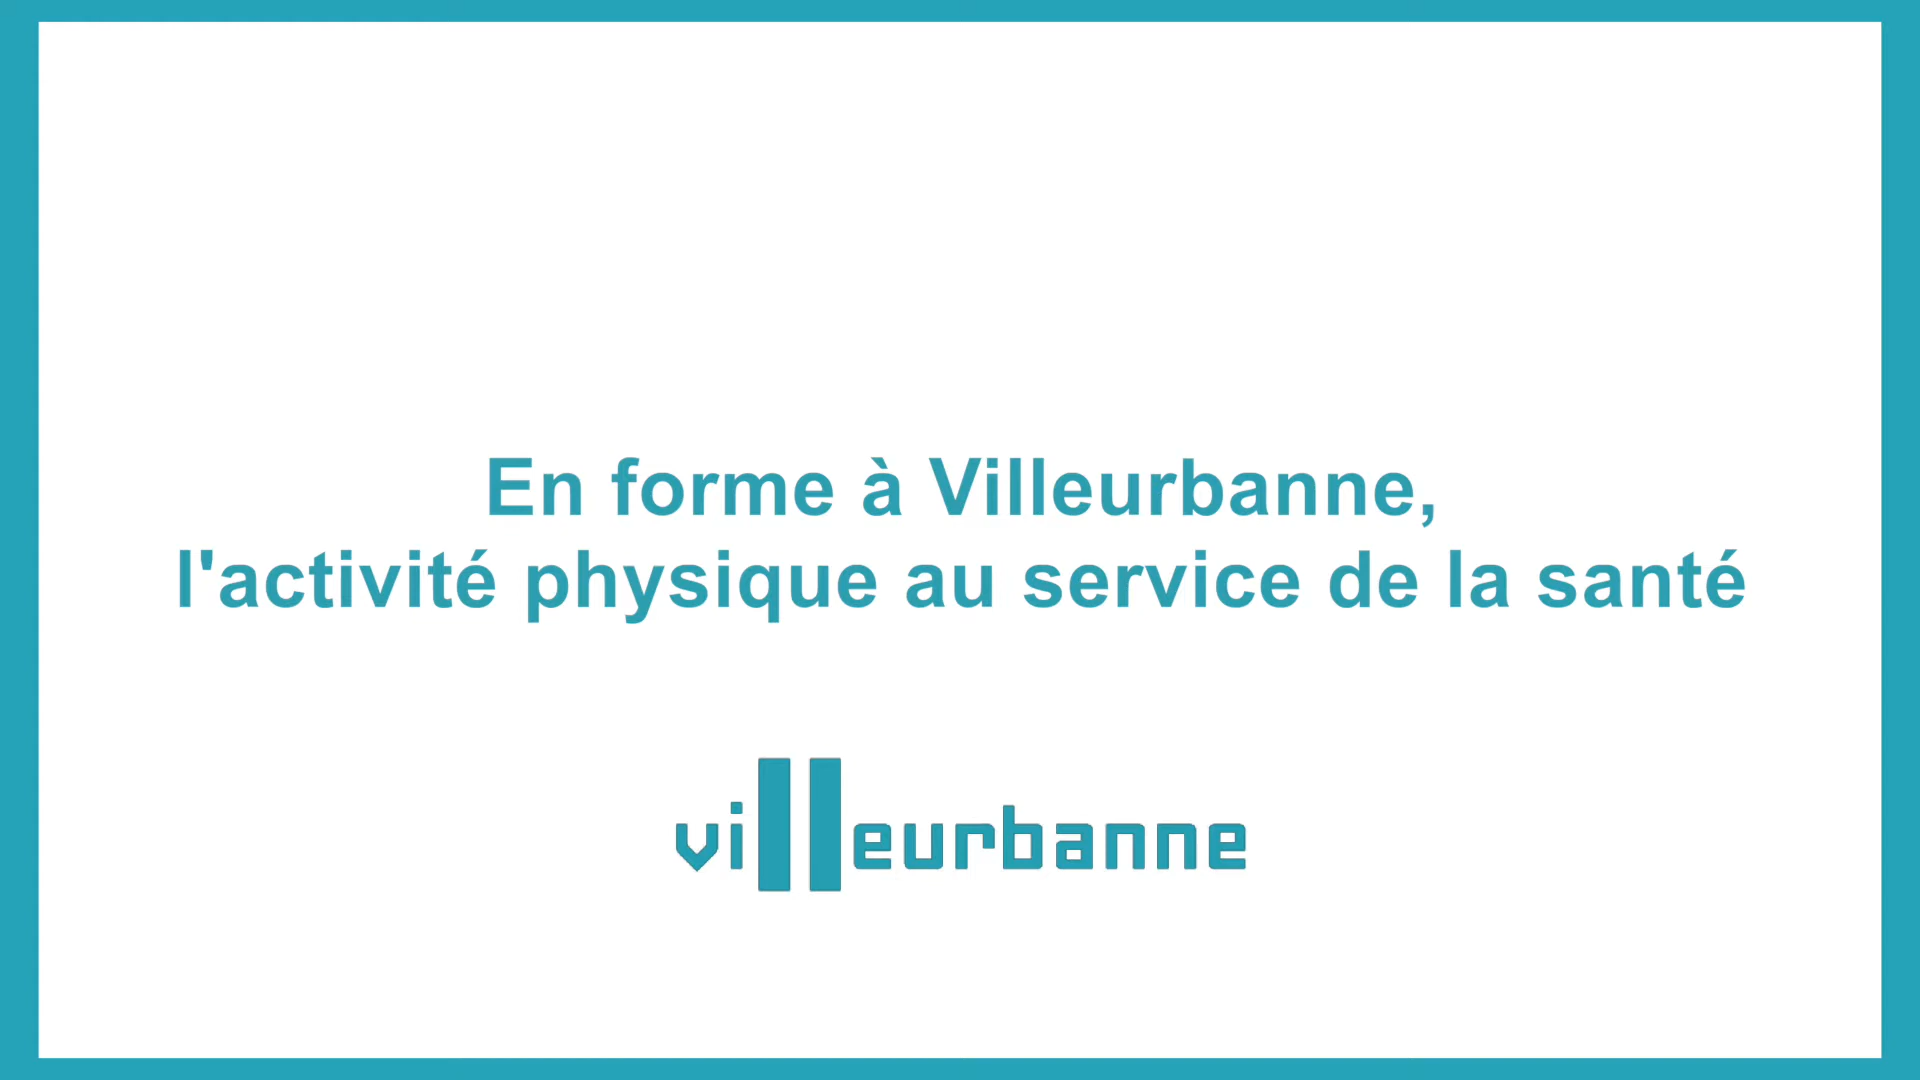 En forme à Villeurbanne,
l'activité physique au service de la santé
villeurbanne